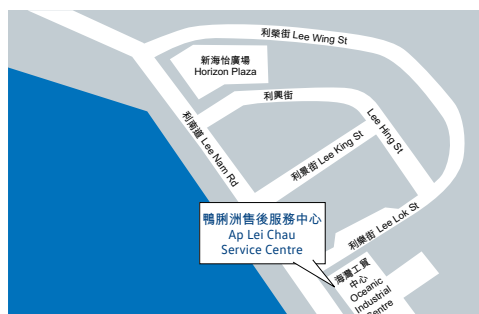 利榮街 Lee Wing St
新海怡廣場
Horizon Plaza
利興街
Lee Hing St
利南道 Lee Nam Rd
利景街 Lee King St
鴨脷洲售後服務中心
Ap Lei Chau
Service Centre
利樂街 Lee Lok St
海灣工貿
中心
Oceanic
Industrial
Centre